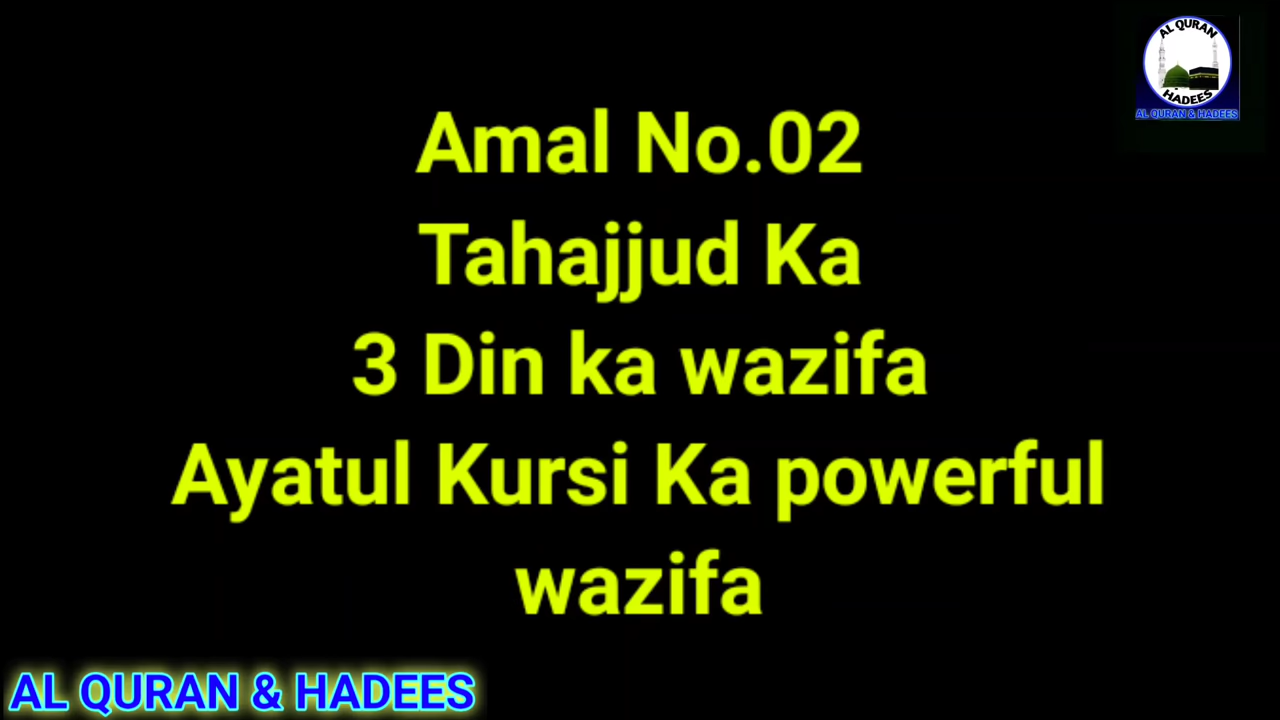 AL QURAN
HADEES
AL QURAN & HADEES
Amal No.02
Tahajjud Ka
3 Din ka wazifa
Ayatul Kursi Ka powerful
wazifa
AL QURAN & HADEES